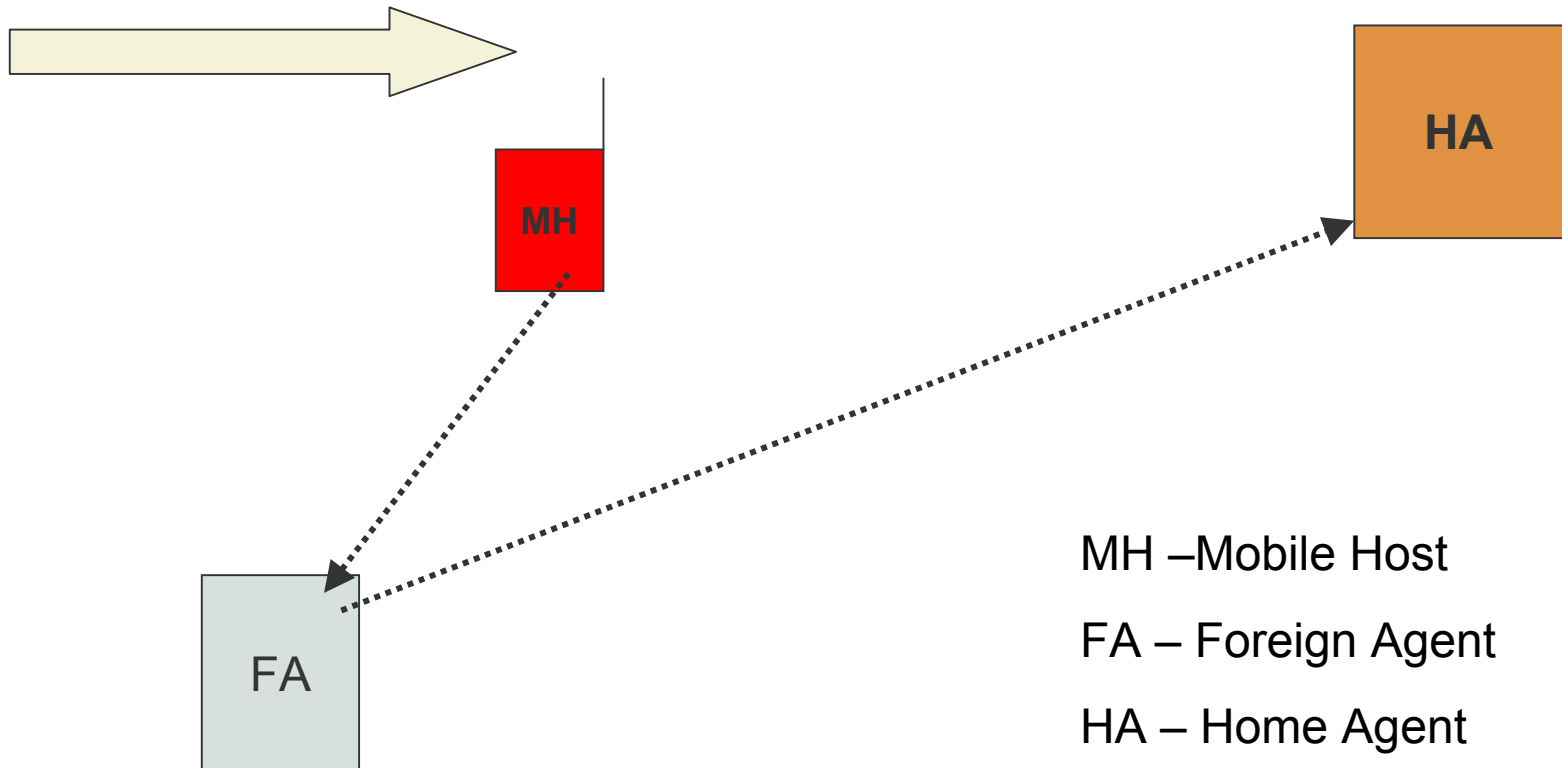 HA
MH
FA
MH –Mobile Host
FA – Foreign Agent
HA – Home Agent